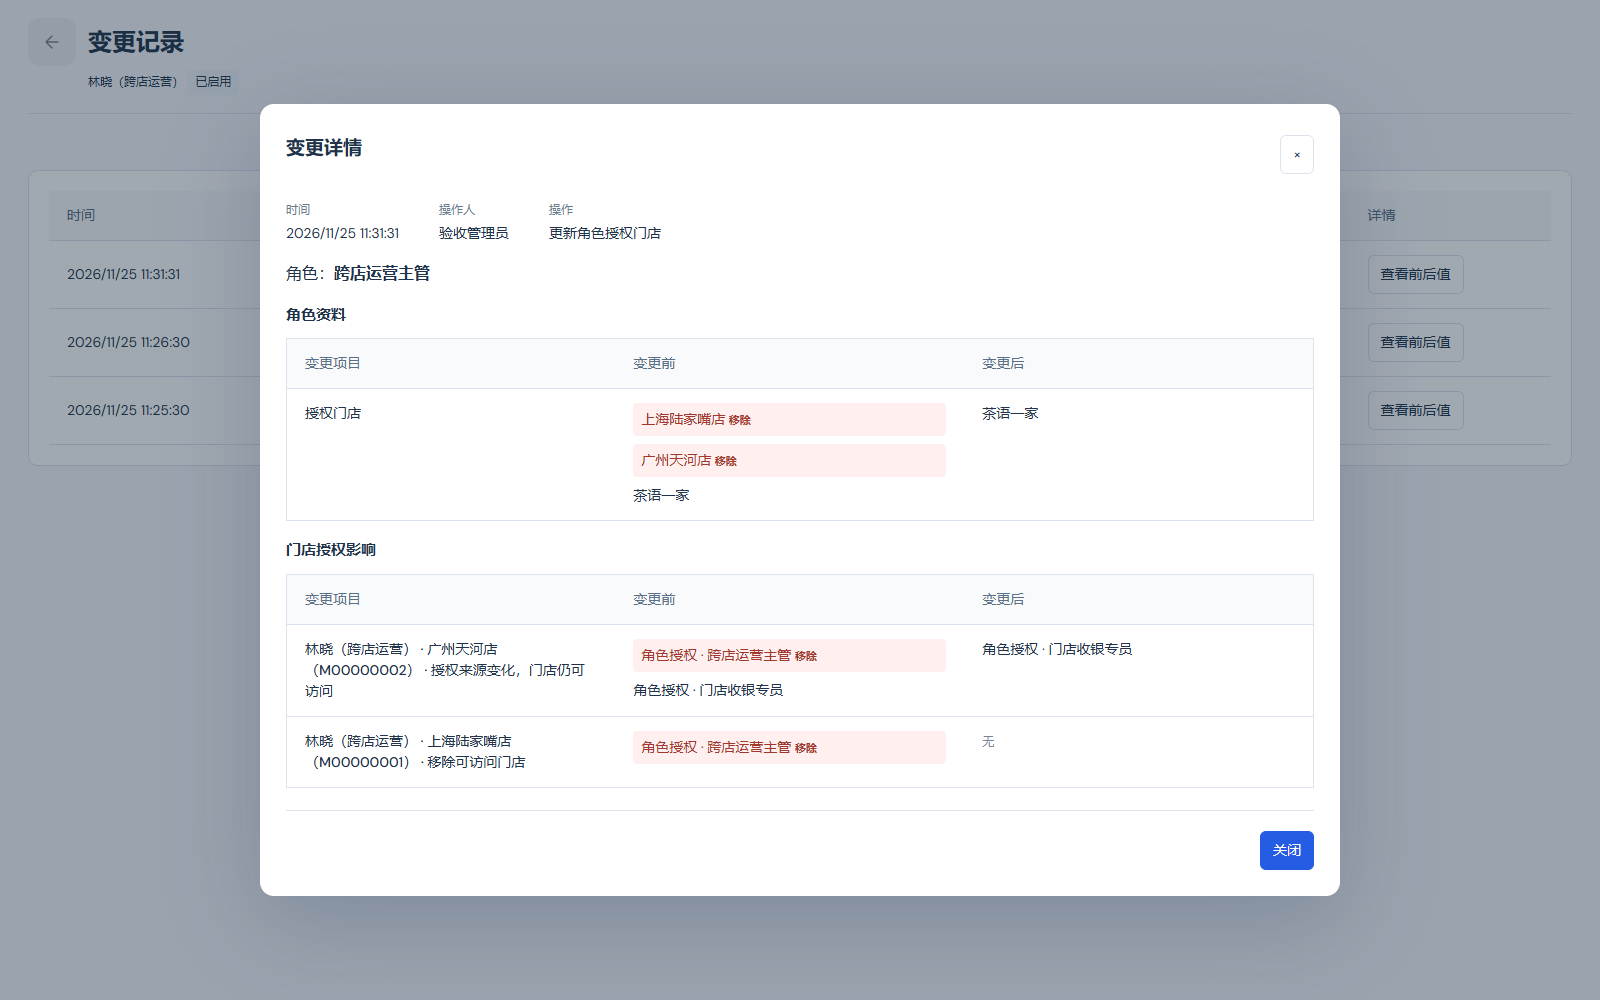 变更记录
林晓（跨店运营） 已启用
变更详情
×
时间 操作人 操作
2026/11/25 11:31:31 验收管理员 更新角色授权门店
角色：跨店运营主管
角色资料
变更项目 变更前 变更后
授权门店 上海陆家嘴店 移除 茶语一家
广州天河店 移除
茶语一家
门店授权影响
变更项目 变更前 变更后
林晓（跨店运营） · 广州天河店
（M00000002） · 授权来源变化，门店仍可
访问
角色授权 · 跨店运营主管 移除
角色授权 · 门店收银专员
角色授权 · 门店收银专员
林晓（跨店运营） · 上海陆家嘴店
（M00000001） · 移除可访问门店
角色授权 · 跨店运营主管 移除
无
关闭
时间 详情
2026/11/25 11:31:31 查看前后值
2026/11/25 11:26:30 查看前后值
2026/11/25 11:25:30 查看前后值